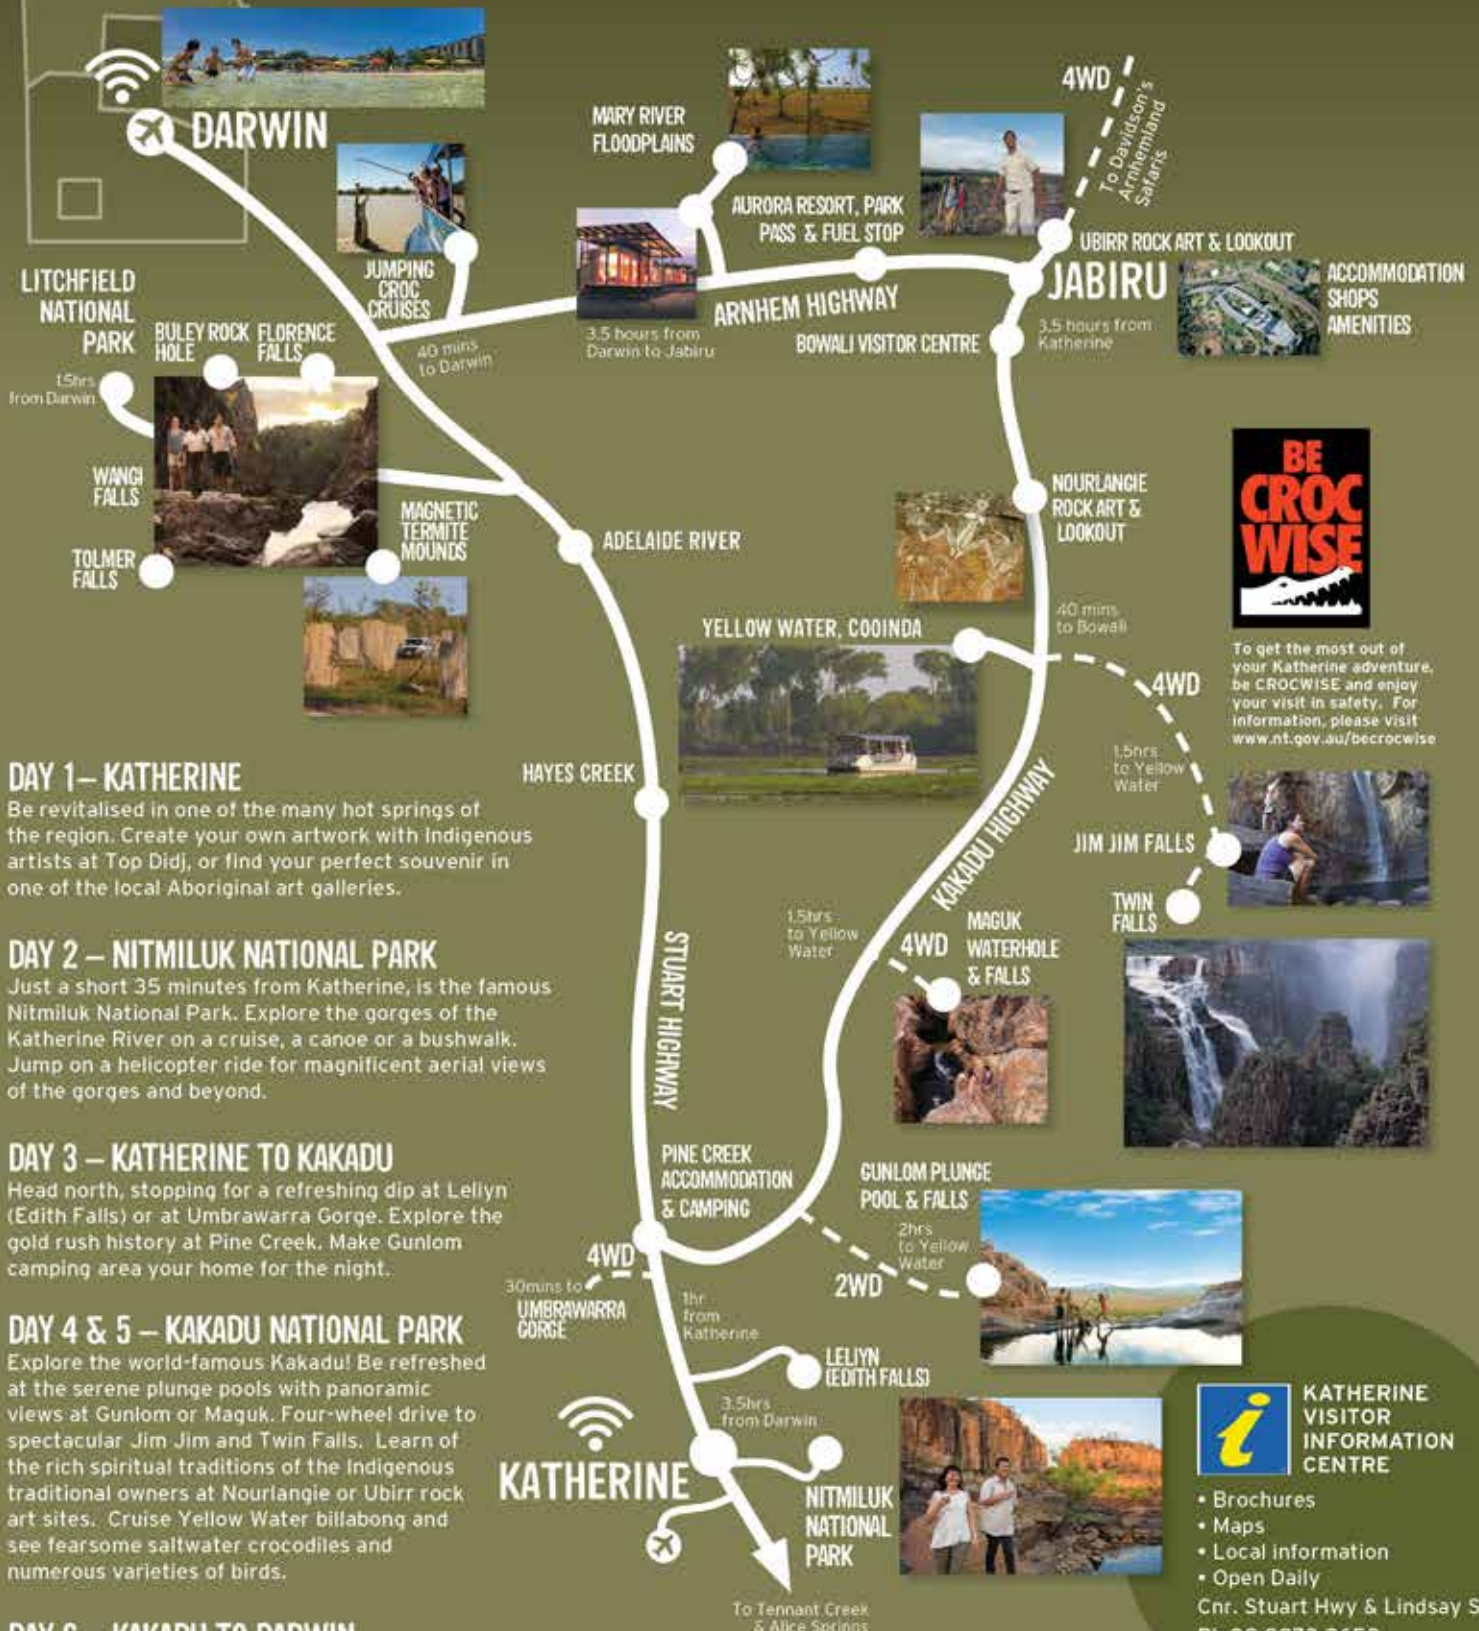 DARWIN
MARY RIVER
FLOODPLAINS
4WD
To Davidson's
Arnhemland
Safaris
AURORA RESORT, PARK
PASS & FUEL STOP
UBIRR ROCK ART & LOOKOUT
JABIRU
ACCOMMODATION
SHOPS
AMENITIES
JUMPING
CROC
CRUISES
LITCHFIELD
NATIONAL
PARK
BULEY ROCK
HOLE
FLORENCE
FALLS
1.5hrs
from Darwin
40 mins
to Darwin
3.5 hours from
Darwin to Jabiru
ARNHEM HIGHWAY
BOWALI VISITOR CENTRE
3.5 hours from
Katherine
WANGI
FALLS
TOLMER
FALLS
MAGNETIC
TERMITE
MOUNDS
ADELAIDE RIVER
NOURLANGIE
ROCK ART &
LOOKOUT
BE
CROC
WISE
To get the most out of
your Katherine adventure,
be CROCWISE and enjoy
your visit in safety. For
information, please visit
www.nt.gov.au/becrocwise
40 mins
to Bowali
YELLOW WATER, COOINDA
4WD
1.5hrs
to Yellow
Water
HAYES CREEK
KAKADU HIGHWAY
JIM JIM FALLS
TWIN
FALLS
1.5hrs
to Yellow
Water
4WD
MAGUK
WATERHOLE
& FALLS
STUART HIGHWAY
PINE CREEK
ACCOMMODATION
& CAMPING
GUNLOM PLUNGE
POOL & FALLS
2hrs
to Yellow
Water
2WD
4WD
30mins to
UMBRAWARRA
GORGE
1hr
from
Katherine
LELIYN
(EDITH FALLS)
3.5hrs
from Darwin
KATHERINE
NITMILUK
NATIONAL
PARK
To Tennant Creek
& Alice Springs
DAY 1 – KATHERINE
Be revitalised in one of the many hot springs of
the region. Create your own artwork with Indigenous
artists at Top Didj, or find your perfect souvenir in
one of the local Aboriginal art galleries.
DAY 2 – NITMILUK NATIONAL PARK
Just a short 35 minutes from Katherine, is the famous
Nitmiluk National Park. Explore the gorges of the
Katherine River on a cruise, a canoe or a bushwalk.
Jump on a helicopter ride for magnificent aerial views
of the gorges and beyond.
DAY 3 – KATHERINE TO KAKADU
Head north, stopping for a refreshing dip at Leliyn
(Edith Falls) or at Umbrawarra Gorge. Explore the
gold rush history at Pine Creek. Make Gunlom
camping area your home for the night.
DAY 4 & 5 – KAKADU NATIONAL PARK
Explore the world-famous Kakadu! Be refreshed
at the serene plunge pools with panoramic
views at Gunlom or Maguk. Four-wheel drive to
spectacular Jim Jim and Twin Falls. Learn of
the rich spiritual traditions of the Indigenous
traditional owners at Nourlangie or Ubirr rock
art sites. Cruise Yellow Water billabong and
see fearsome saltwater crocodiles and
numerous varieties of birds.
DAY 6 – KAKADU TO DARWIN
i
KATHERINE
VISITOR
INFORMATION
CENTRE
• Brochures
• Maps
• Local information
• Open Daily
Cnr. Stuart Hwy & Lindsay S